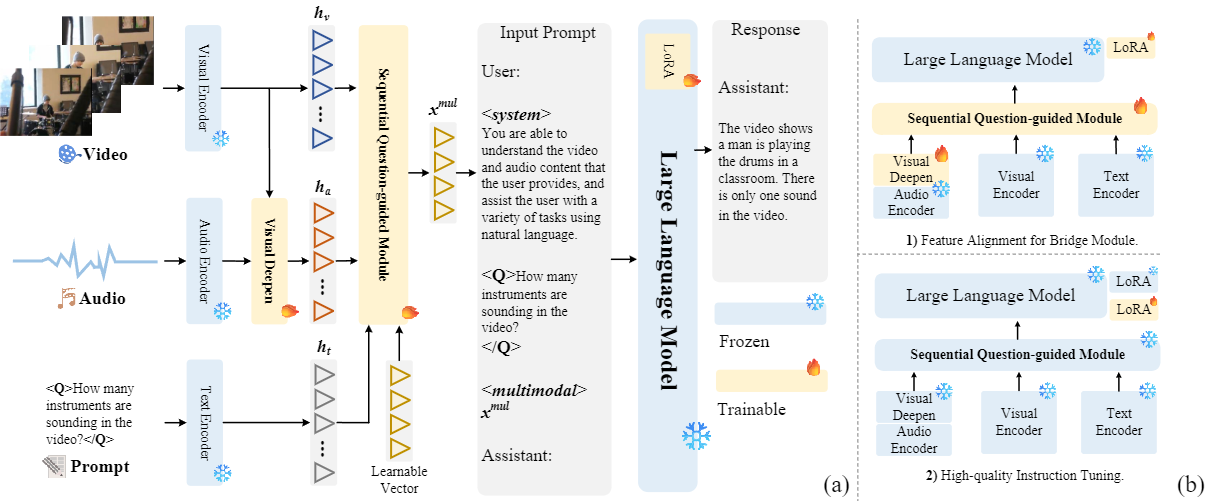 Video
Audio
<Q>How many
instruments are
sounding in the
video?</Q>
Prompt
Visual Encoder
Audio Encoder
Text Encoder
Visual Deepen
h_v
h_a
h_t
Sequential Question-guided Module
Learnable
Vector
x^mul
Input Prompt
User:
<system>
You are able to
understand the video
and audio content that
the user provides, and
assist the user with a
variety of tasks using
natural language.
<Q>How many
instruments are
sounding in the
video?
</Q>
<multimodal>
x^mul
Assistant:
LoRA
Large Language Model
Response
Assistant:
The video shows
a man is playing
the drums in a
classroom. There
is only one sound
in the video.
Frozen
Trainable
(a)
Large Language Model
LoRA
Sequential Question-guided Module
Visual
Deepen
Audio
Encoder
Visual
Encoder
Text
Encoder
1) Feature Alignment for Bridge Module.
Large Language Model
LoRA
LoRA
Sequential Question-guided Module
Visual
Deepen
Audio
Encoder
Visual
Encoder
Text
Encoder
2) High-quality Instruction Tuning.
(b)